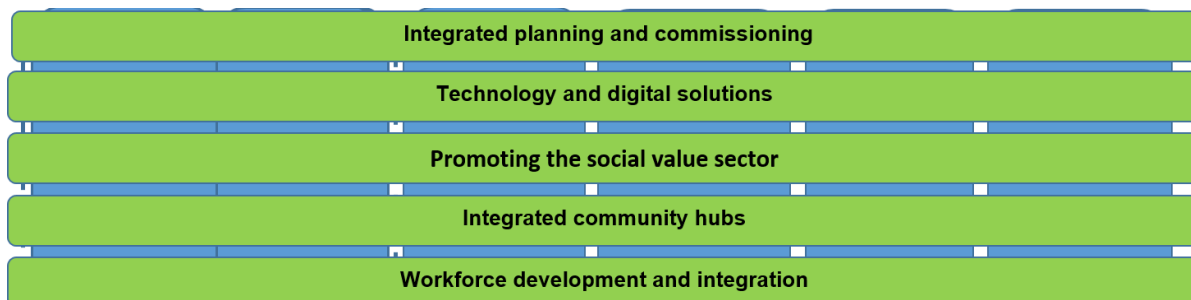 Integrated planning and commissioning
Technology and digital solutions
Promoting the social value sector
Integrated community hubs
Workforce development and integration